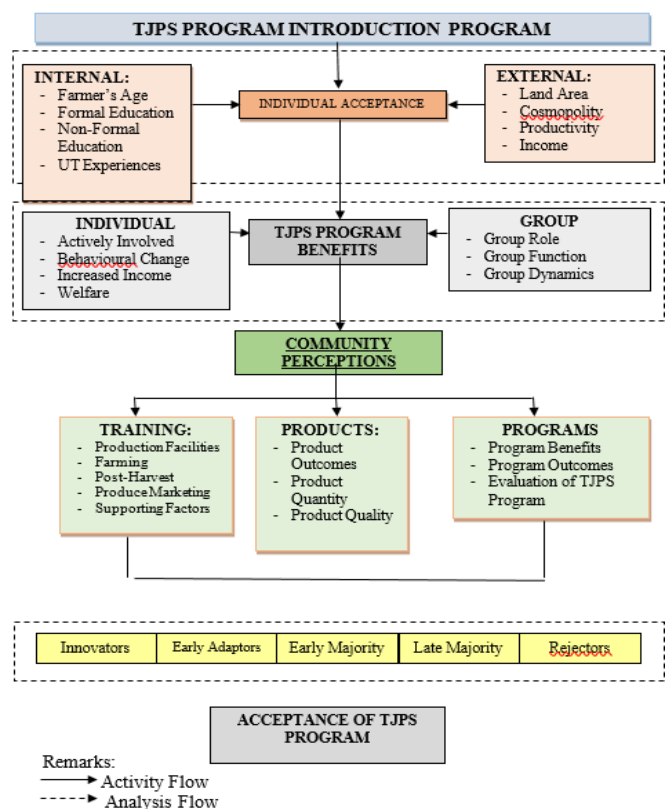 TJPS PROGRAM INTRODUCTION PROGRAM
INTERNAL:
- Farmer's Age
- Formal Education
- Non-Formal
Education
- UT Experiences
INDIVIDUAL ACCEPTANCE
EXTERNAL:
- Land Area
- Cosmopolity
- Productivity
- Income
INDIVIDUAL
- Actively Involved
- Behavioural Change
- Increased Income
- Welfare
TJPS PROGRAM
BENEFITS
GROUP
- Group Role
- Group Function
- Group Dynamics
COMMUNITY
PERCEPTIONS
TRAINING:
- Production Facilities
- Farming
- Post-Harvest
- Produce Marketing
- Supporting Factors
PRODUCTS:
- Product
Outcomes
- Product
Quantity
- Product Quality
PROGRAMS
- Program Benefits
- Program Outcomes
- Evaluation of TJPS
Program
Innovators
Early Adaptors
Early Majority
Late Majority
Rejectors
ACCEPTANCE OF TJPS
PROGRAM
Remarks:
Activity Flow
Analysis Flow